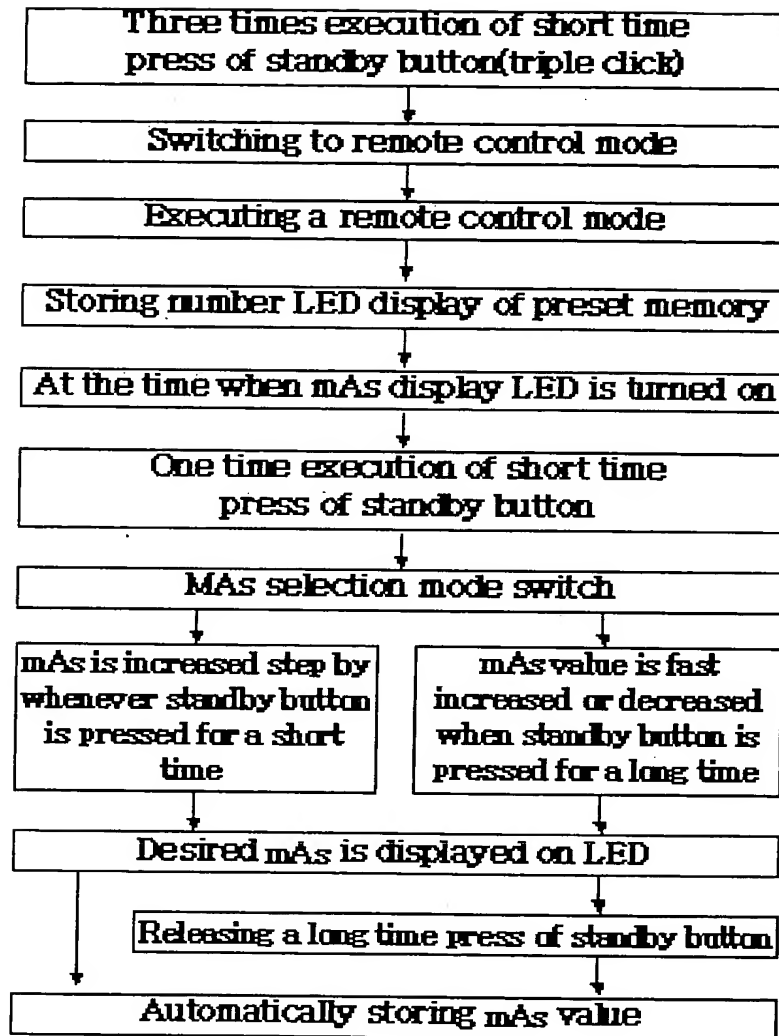 Three times execution of short time
press of standby button(triple click)
Switching to remote control mode
Executing a remote control mode
Storing number LED display of preset memory
At the time when mAs display LED is turned on
One time execution of short time
press of standby button
MAs selection mode switch
mAs is increased step by
whenever standby button
is pressed for a short
time
mAs value is fast
increased or decreased
when standby button is
pressed for a long time
Desired mAs is displayed on LED
Releasing a long time press of standby button
Automatically storing mAs value